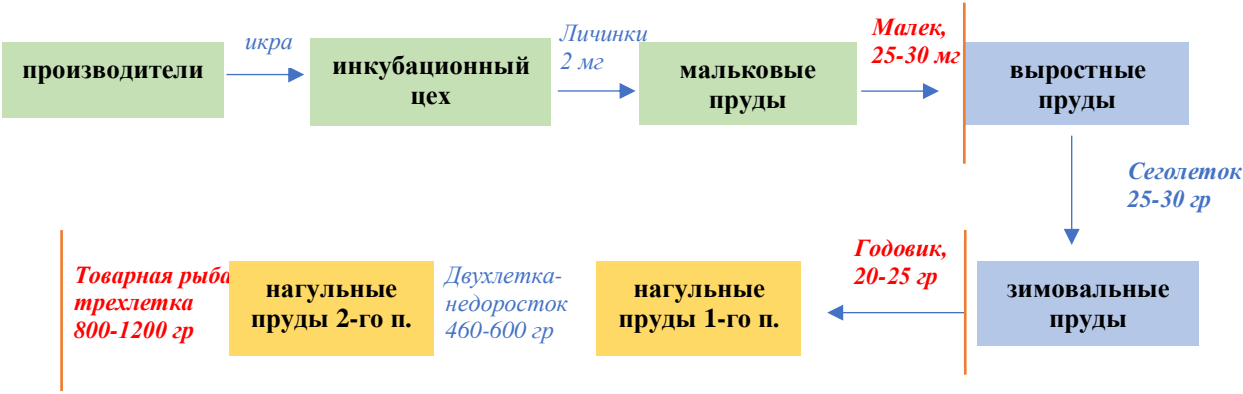 производители
икра
инкубационный
цех
Личинки
2 мг
мальковые
пруды
Малек,
25-30 мг
выростные
пруды
Сеголеток
25-30 гр
зимовальные
пруды
Годовик,
20-25 гр
нагульные
пруды 1-го п.
Двухлетка-
недоросток
460-600 гр
нагульные
пруды 2-го п.
Товарная рыба
трехлетка
800-1200 гр